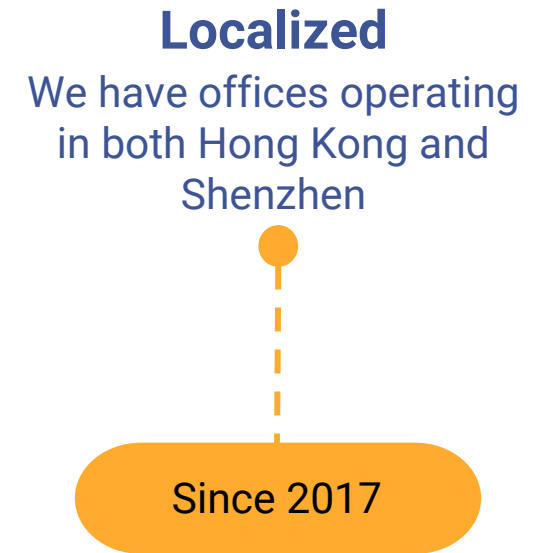 Localized
We have offices operating
in both Hong Kong and
Shenzhen
Since 2017